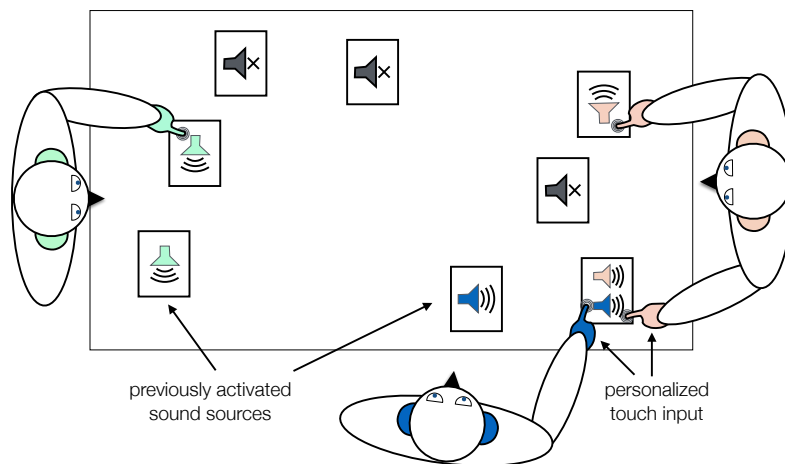 previously activated
sound sources
personalized
touch input